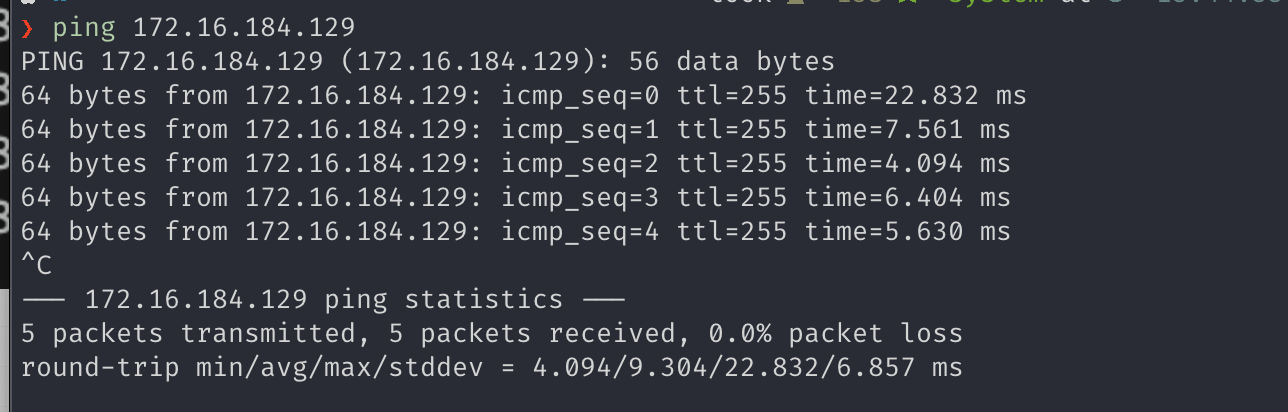 ❯ ping 172.16.184.129
PING 172.16.184.129 (172.16.184.129): 56 data bytes
64 bytes from 172.16.184.129: icmp_seq=0 ttl=255 time=22.832 ms
64 bytes from 172.16.184.129: icmp_seq=1 ttl=255 time=7.561 ms
64 bytes from 172.16.184.129: icmp_seq=2 ttl=255 time=4.094 ms
64 bytes from 172.16.184.129: icmp_seq=3 ttl=255 time=6.404 ms
64 bytes from 172.16.184.129: icmp_seq=4 ttl=255 time=5.630 ms
^C
--- 172.16.184.129 ping statistics ---
5 packets transmitted, 5 packets received, 0.0% packet loss
round-trip min/avg/max/stddev = 4.094/9.304/22.832/6.857 ms